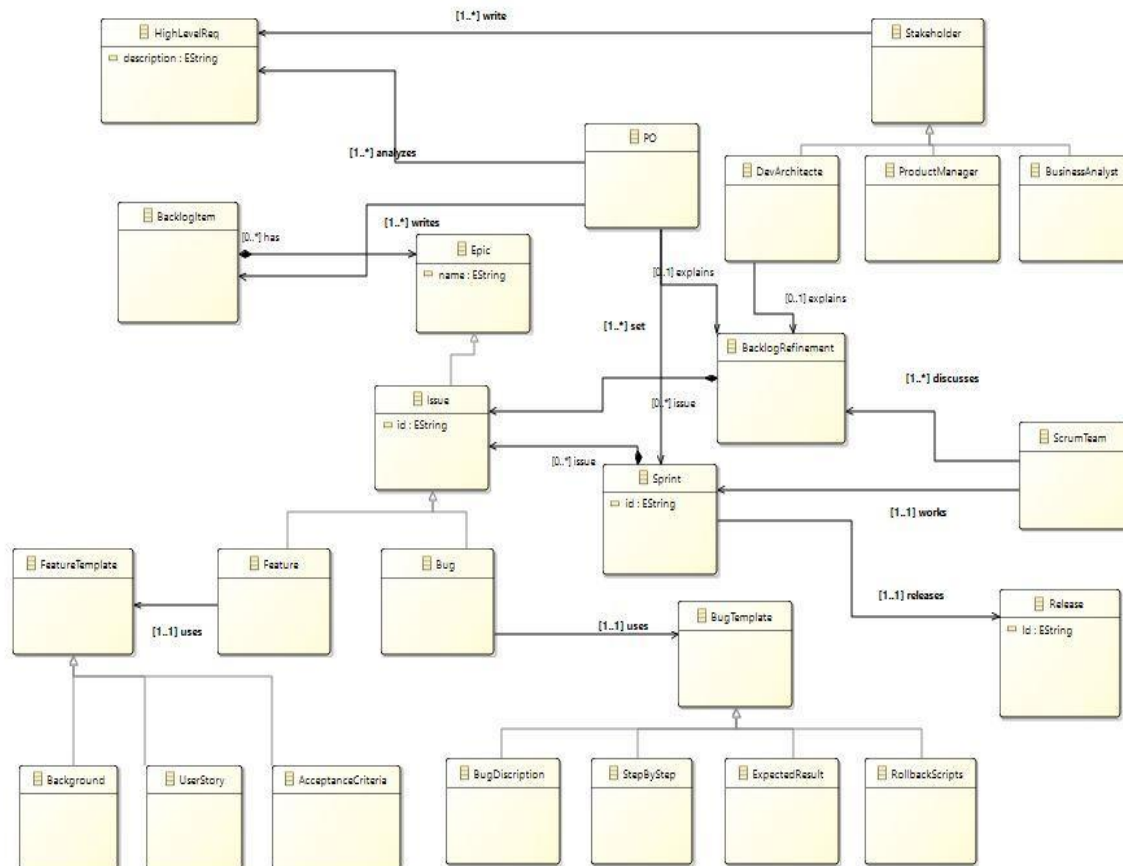 [1..*] write
HighLevelReq
description : EString
Stakeholder
PO
[1..*] analyzes
DevArchitecte
ProductManager
BusinessAnalyst
BacklogItem
[0..*] has
[1..*] writes
Epic
name : EString
[0..1] explains
[0..1] explains
[1..*] set
BacklogRefinement
[1..*] discusses
Issue
id : EString
[0..*] issue
ScrumTeam
[0..*] issue
Sprint
id : EString
[1..1] works
FeatureTemplate
Feature
Bug
[1..1] releases
Release
Id : EString
[1..1] uses
[1..1] uses
BugTemplate
Background
UserStory
AcceptanceCriteria
BugDiscription
StepByStep
ExpectedResult
RollbackScripts